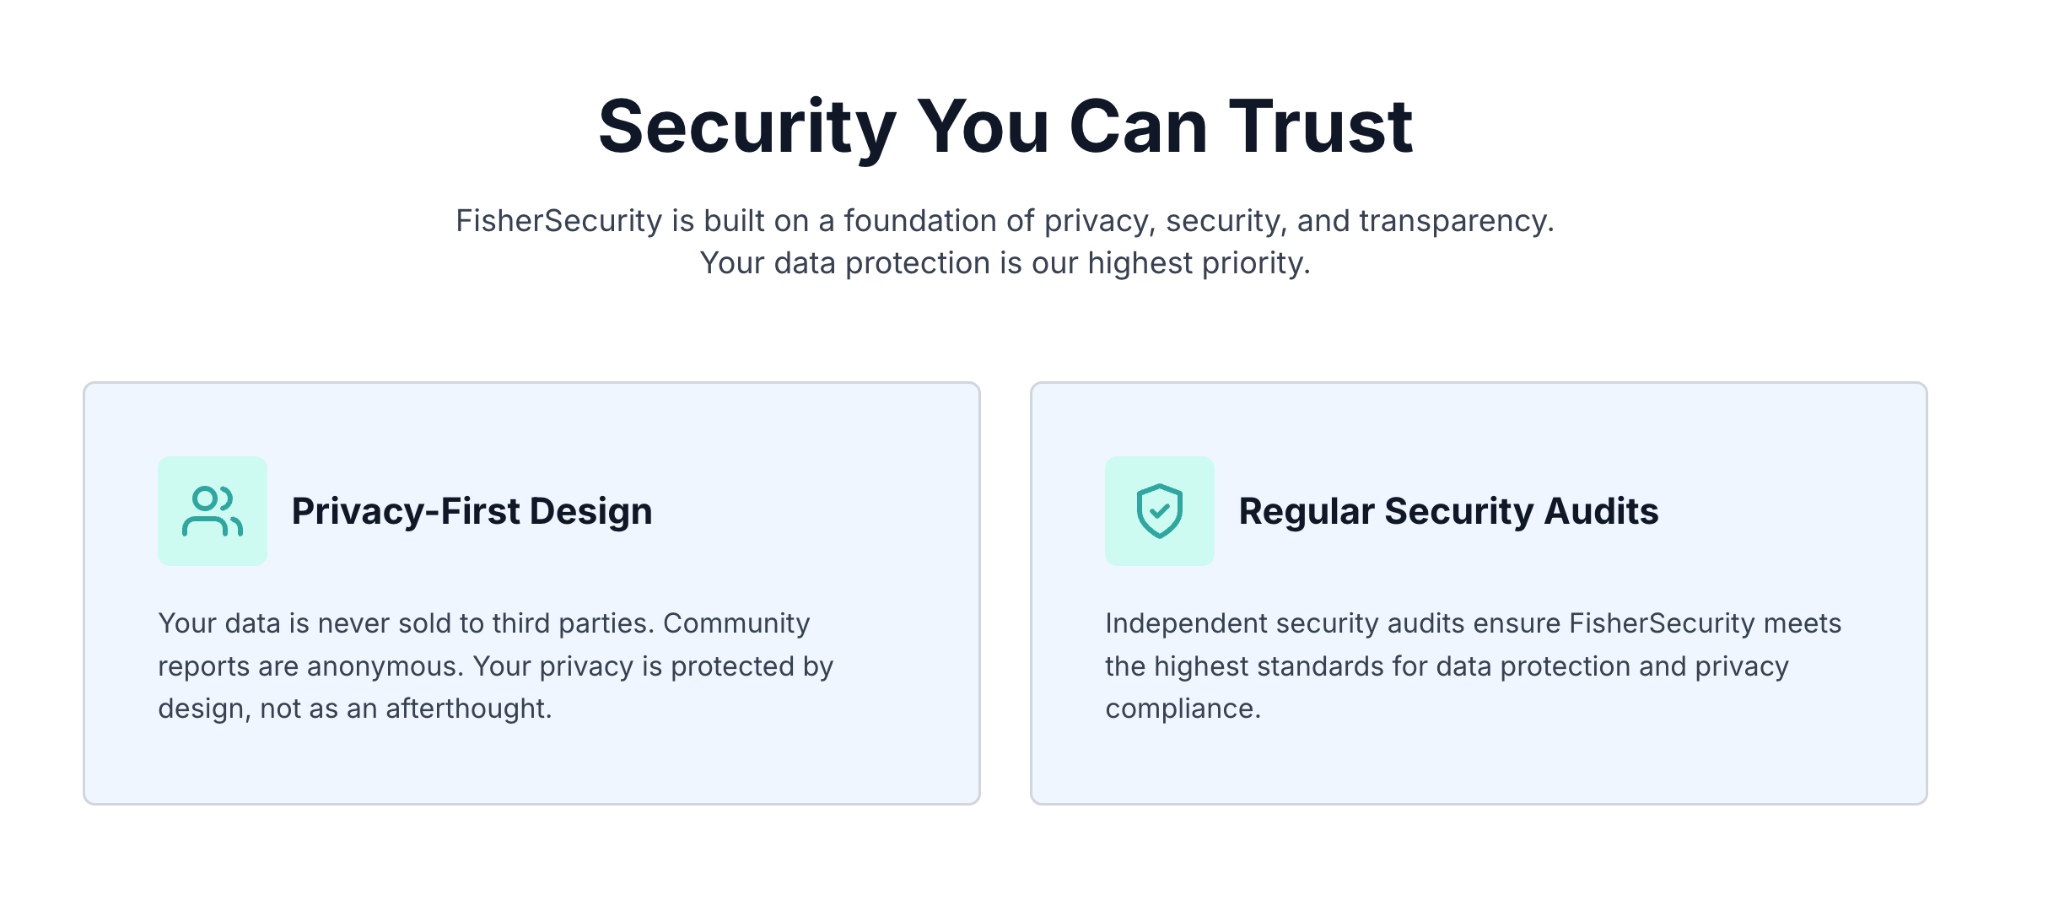 Security You Can Trust
FisherSecurity is built on a foundation of privacy, security, and transparency.
Your data protection is our highest priority.
Privacy-First Design
Your data is never sold to third parties. Community
reports are anonymous. Your privacy is protected by
design, not as an afterthought.
Regular Security Audits
Independent security audits ensure FisherSecurity meets
the highest standards for data protection and privacy
compliance.